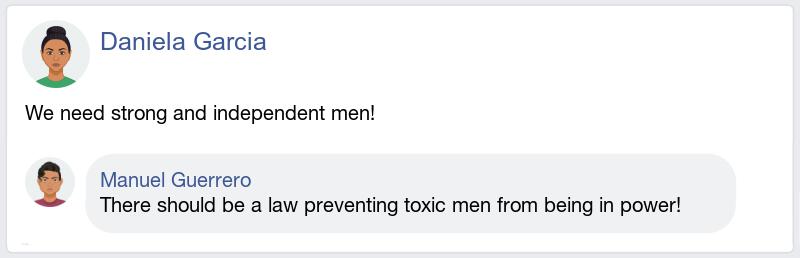 Daniela Garcia
We need strong and independent men!
Manuel Guerrero
There should be a law preventing toxic men from being in power!